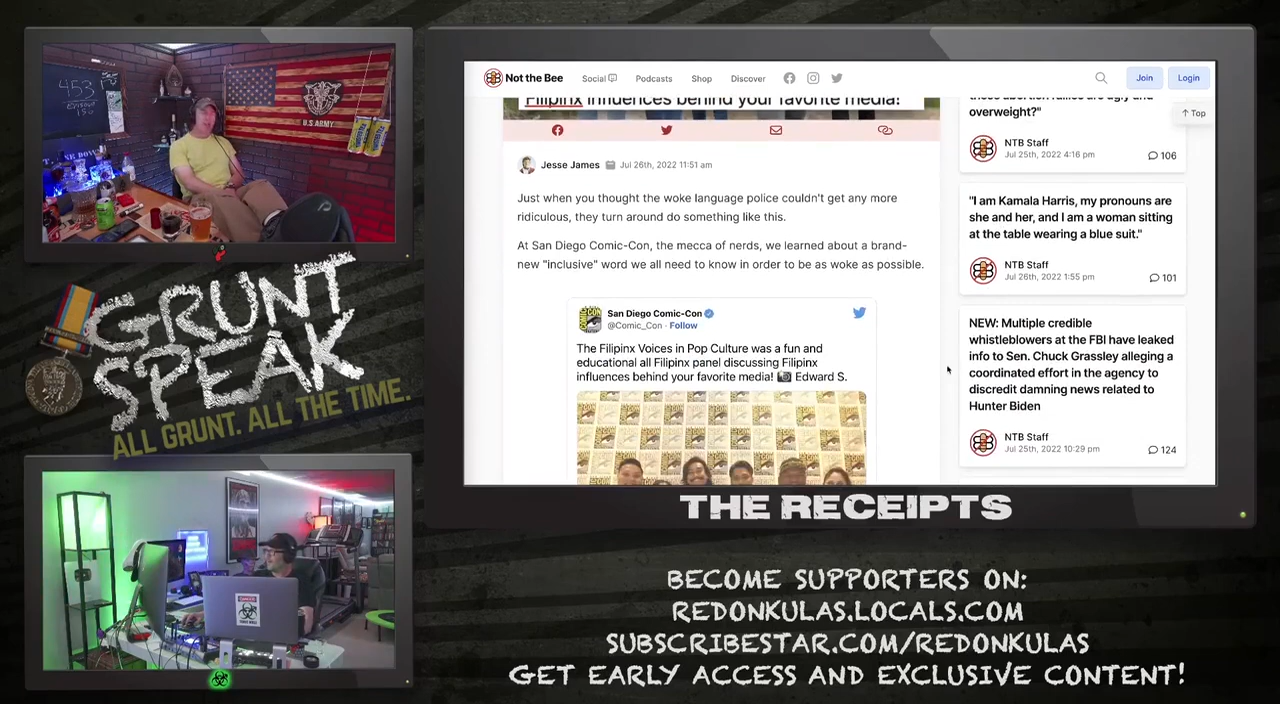 453
U.S ARMY
GRUNT
SPEAK
ALL GRUNT. ALL THE TIME.
Not the Bee
Social
Podcasts
Shop
Discover
Join
Login
Filipinx influences behind your favorite media!
Jesse James
Jul 26th, 2022 11:51 am
Just when you thought the woke language police couldn't get any more
ridiculous, they turn around do something like this.
At San Diego Comic-Con, the mecca of nerds, we learned about a brand-
new "inclusive" word we all need to know in order to be as woke as possible.
San Diego Comic-Con
@Comic_Con · Follow
The Filipinx Voices in Pop Culture was a fun and
educational all Filipinx panel discussing Filipinx
influences behind your favorite media! 📷 Edward S.
overweight?"
↑ Top
NTB Staff
Jul 25th, 2022 4:16 pm
106
"I am Kamala Harris, my pronouns are
she and her, and I am a woman sitting
at the table wearing a blue suit."
NTB Staff
Jul 26th, 2022 1:55 pm
101
NEW: Multiple credible
whistleblowers at the FBI have leaked
info to Sen. Chuck Grassley alleging a
coordinated effort in the agency to
discredit damning news related to
Hunter Biden
NTB Staff
Jul 25th, 2022 10:29 pm
124
THE RECEIPTS
BECOME SUPPORTERS ON:
REDONKULAS.LOCALS.COM
SUBSCRIBESTAR.COM/REDONKULAS
GET EARLY ACCESS AND EXCLUSIVE CONTENT!